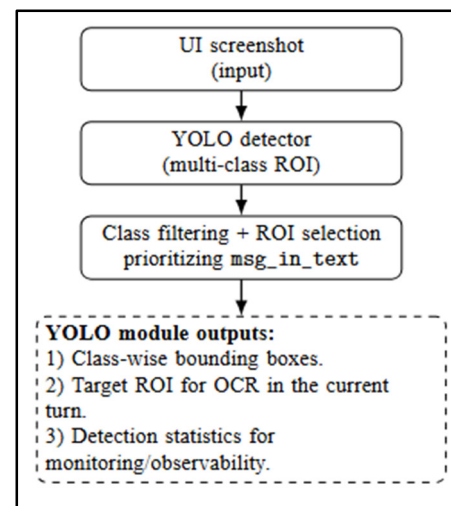 UI screenshot
(input)
YOLO detector
(multi-class ROI)
Class filtering + ROI selection
prioritizing msg_in_text
YOLO module outputs:
1) Class-wise bounding boxes.
2) Target ROI for OCR in the current
turn.
3) Detection statistics for
monitoring/observability.